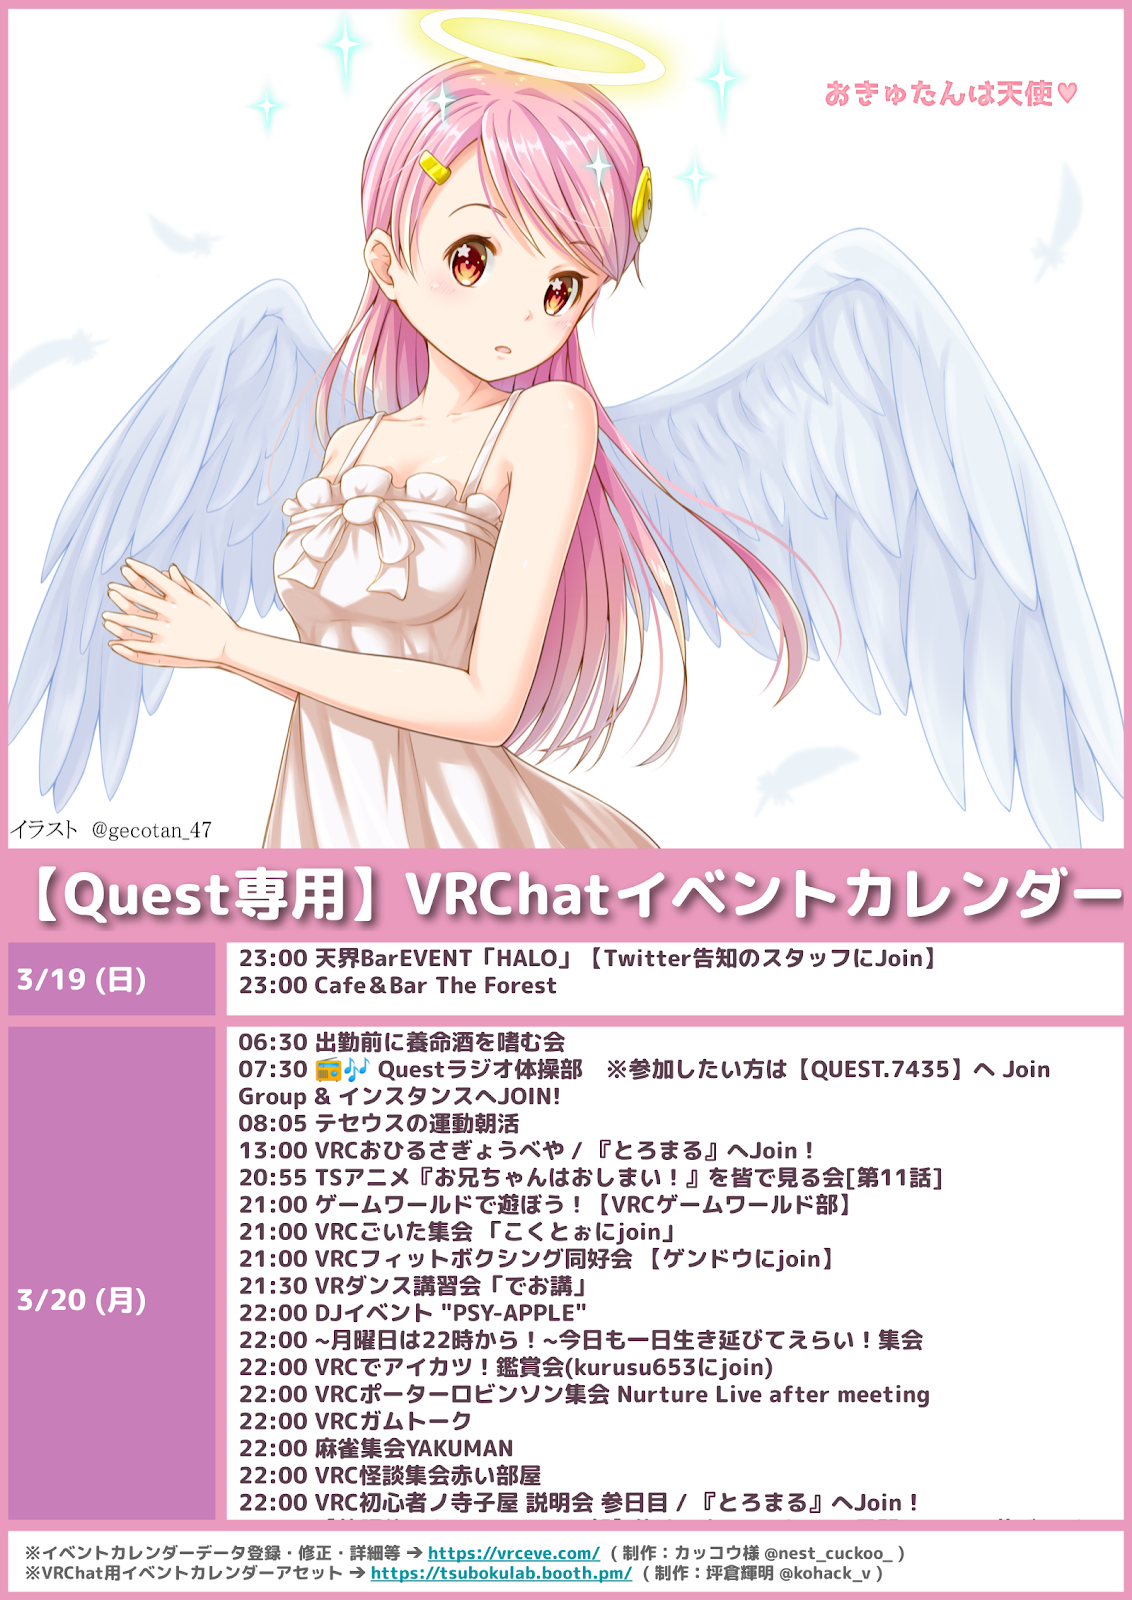 おきゅたんは天使♥
イラスト @gecotan_47
【Quest専用】VRChatイベントカレンダー
3/19 (日)
23:00 天界BarEVENT「HALO」【Twitter告知のスタッフにJoin】
23:00 Cafe＆Bar The Forest
3/20 (月)
06:30 出勤前に養命酒を嗜む会
07:30 📻🎶 Questラジオ体操部　※参加したい方は【QUEST.7435】へ Join
Group & インスタンスへJOIN!
08:05 テセウスの運動朝活
13:00 VRCおひるさぎょうべや / 『とろまる』へJoin！
20:55 TSアニメ『お兄ちゃんはおしまい！』を皆で見る会[第11話]
21:00 ゲームワールドで遊ぼう！【VRCゲームワールド部】
21:00 VRCごいた集会 「こくとぉにjoin」
21:00 VRCフィットボクシング同好会 【ゲンドウにjoin】
21:30 VRダンス講習会「でお講」
22:00 DJイベント "PSY-APPLE"
22:00 ~月曜日は22時から！~今日も一日生き延びてえらい！集会
22:00 VRCでアイカツ！鑑賞会(kurusu653にjoin)
22:00 VRCポーターロビンソン集会 Nurture Live after meeting
22:00 VRCガムトーク
22:00 麻雀集会YAKUMAN
22:00 VRC怪談集会赤い部屋
22:00 VRC初心者ノ寺子屋 説明会 参日目 / 『とろまる』へJoin！
※イベントカレンダーデータ登録・修正・詳細等 ➔ https://vrceve.com/ ( 制作：カッコウ様 @nest_cuckoo_ )
※VRChat用イベントカレンダーアセット ➔ https://tsubokulab.booth.pm/ ( 制作：坪倉輝明 @kohack_v )